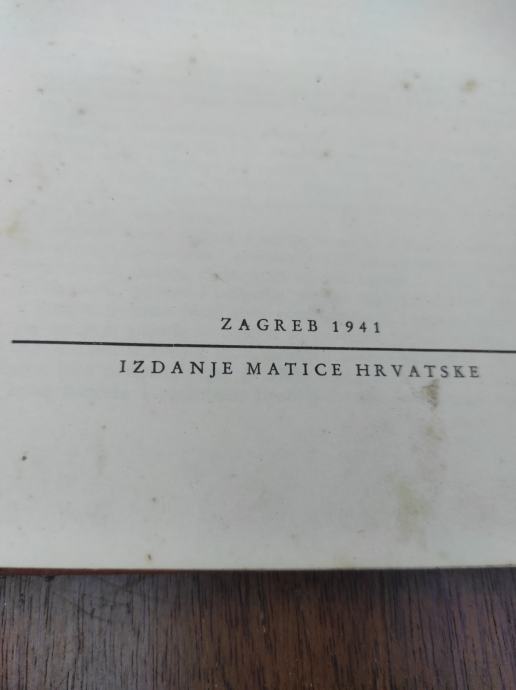 ZAGREB 1941
IZDANJE MATICE HRVATSKE